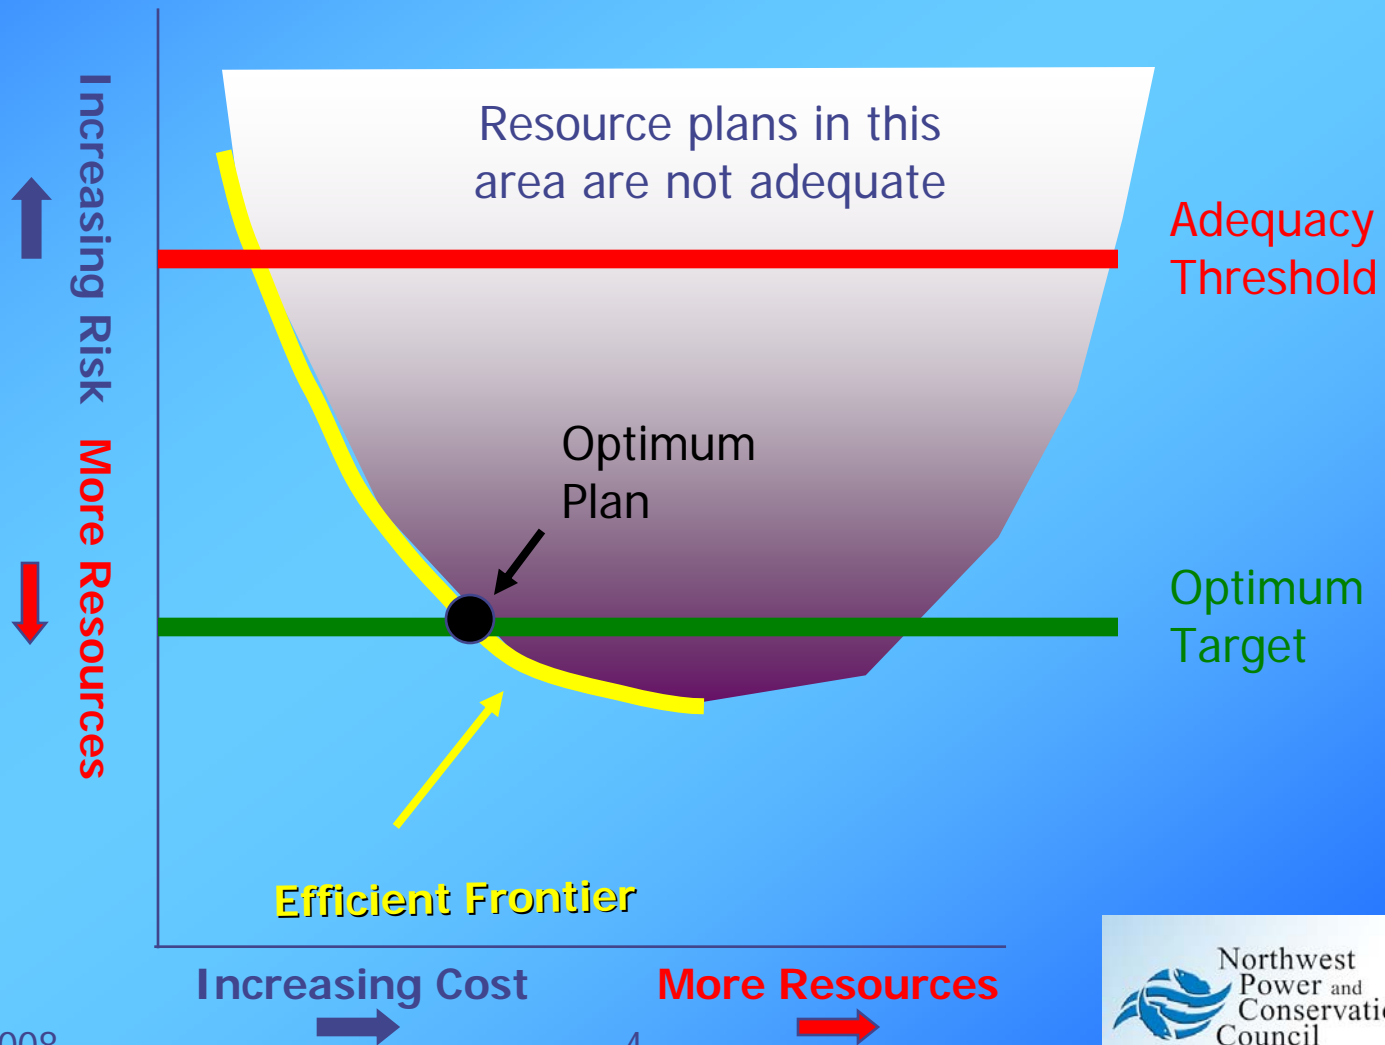 Resource plans in this
area are not adequate
Adequacy
Threshold
Increasing Risk
More Resources
Optimum
Plan
Optimum
Target
Efficient Frontier
Increasing Cost
More Resources
Northwest
Power and
Council
4